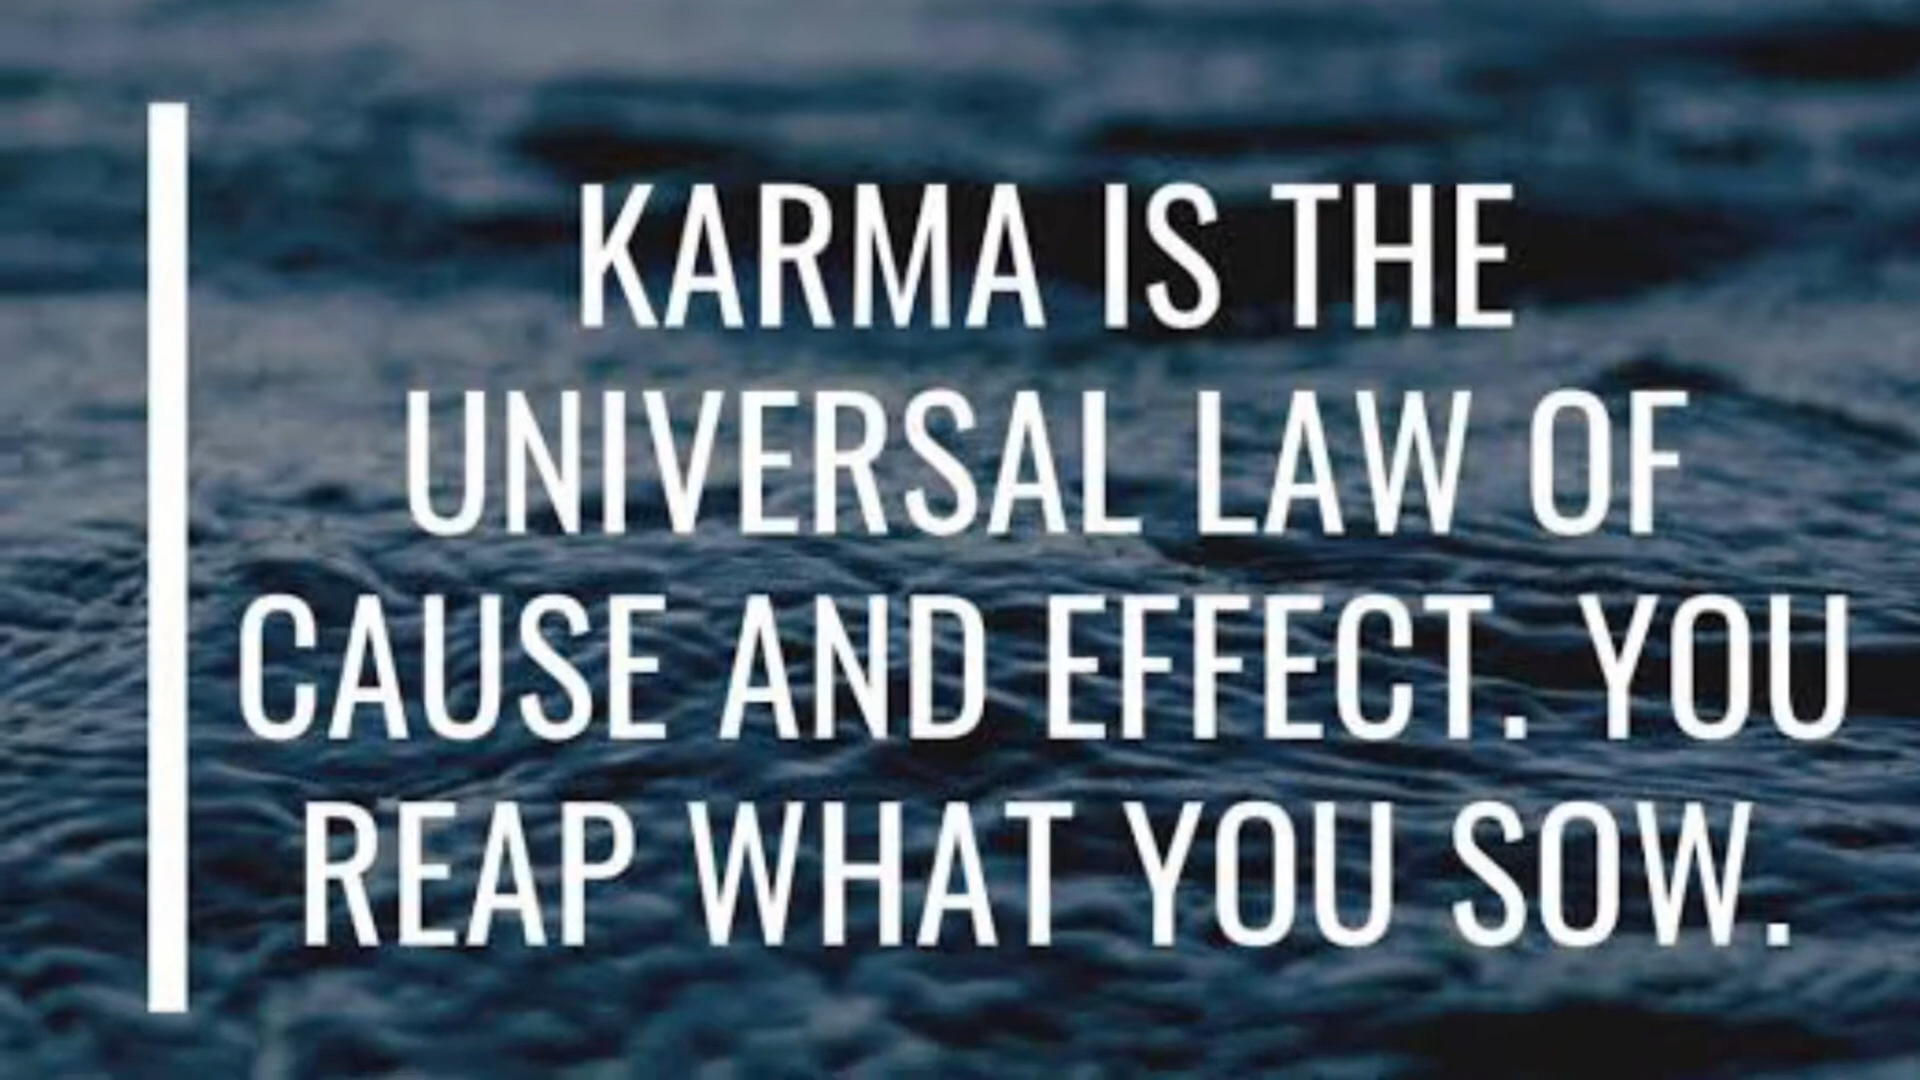 KARMA IS THE
UNIVERSAL LAW OF
CAUSE AND EFFECT. YOU
REAP WHAT YOU SOW.